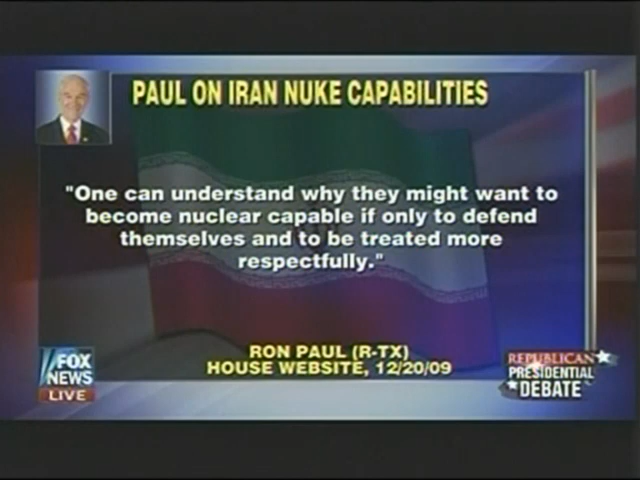 PAUL ON IRAN NUKE CAPABILITIES
"One can understand why they might want to
become nuclear capable if only to defend
themselves and to be treated more
respectfully."
RON PAUL (R-TX)
HOUSE WEBSITE, 12/20/09
FOX
NEWS
LIVE
REPUBLICAN
PRESIDENTIAL
DEBATE